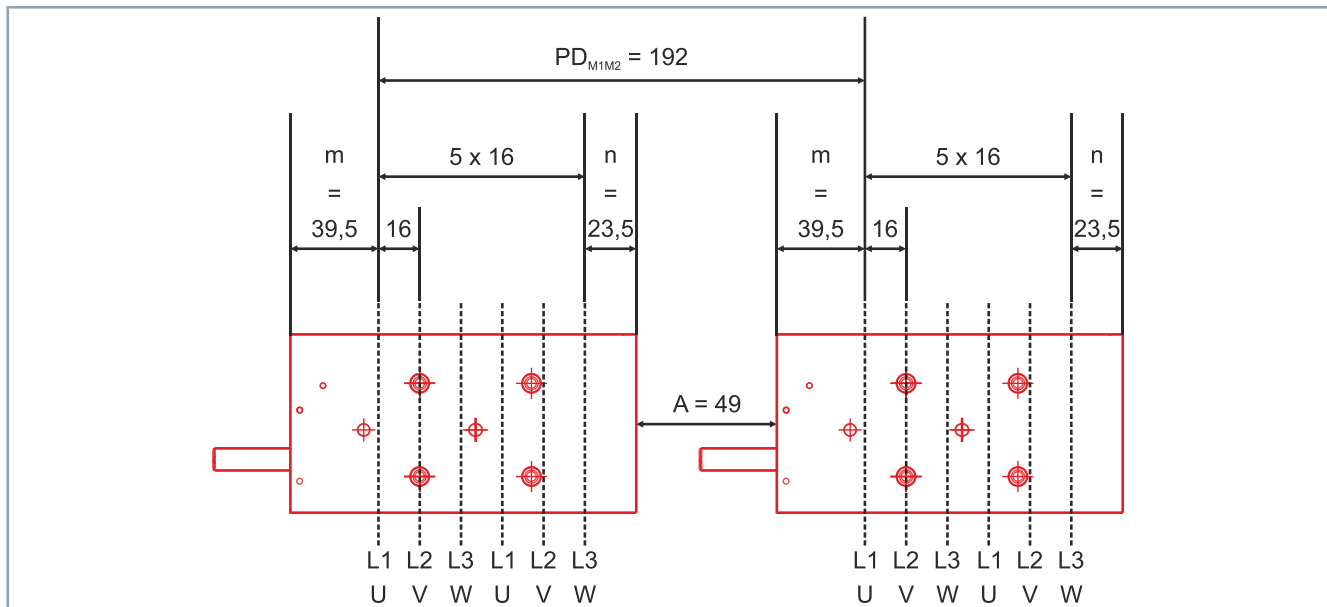 PDM1M2 = 192
m 5 x 16 n m 5 x 16 n
= = = =
39,5 16 23,5 39,5 16 23,5
A = 49
L1 L2 L3 L1 L2 L3 L1 L2 L3 L1 L2 L3
U V W U V W U V W U V W